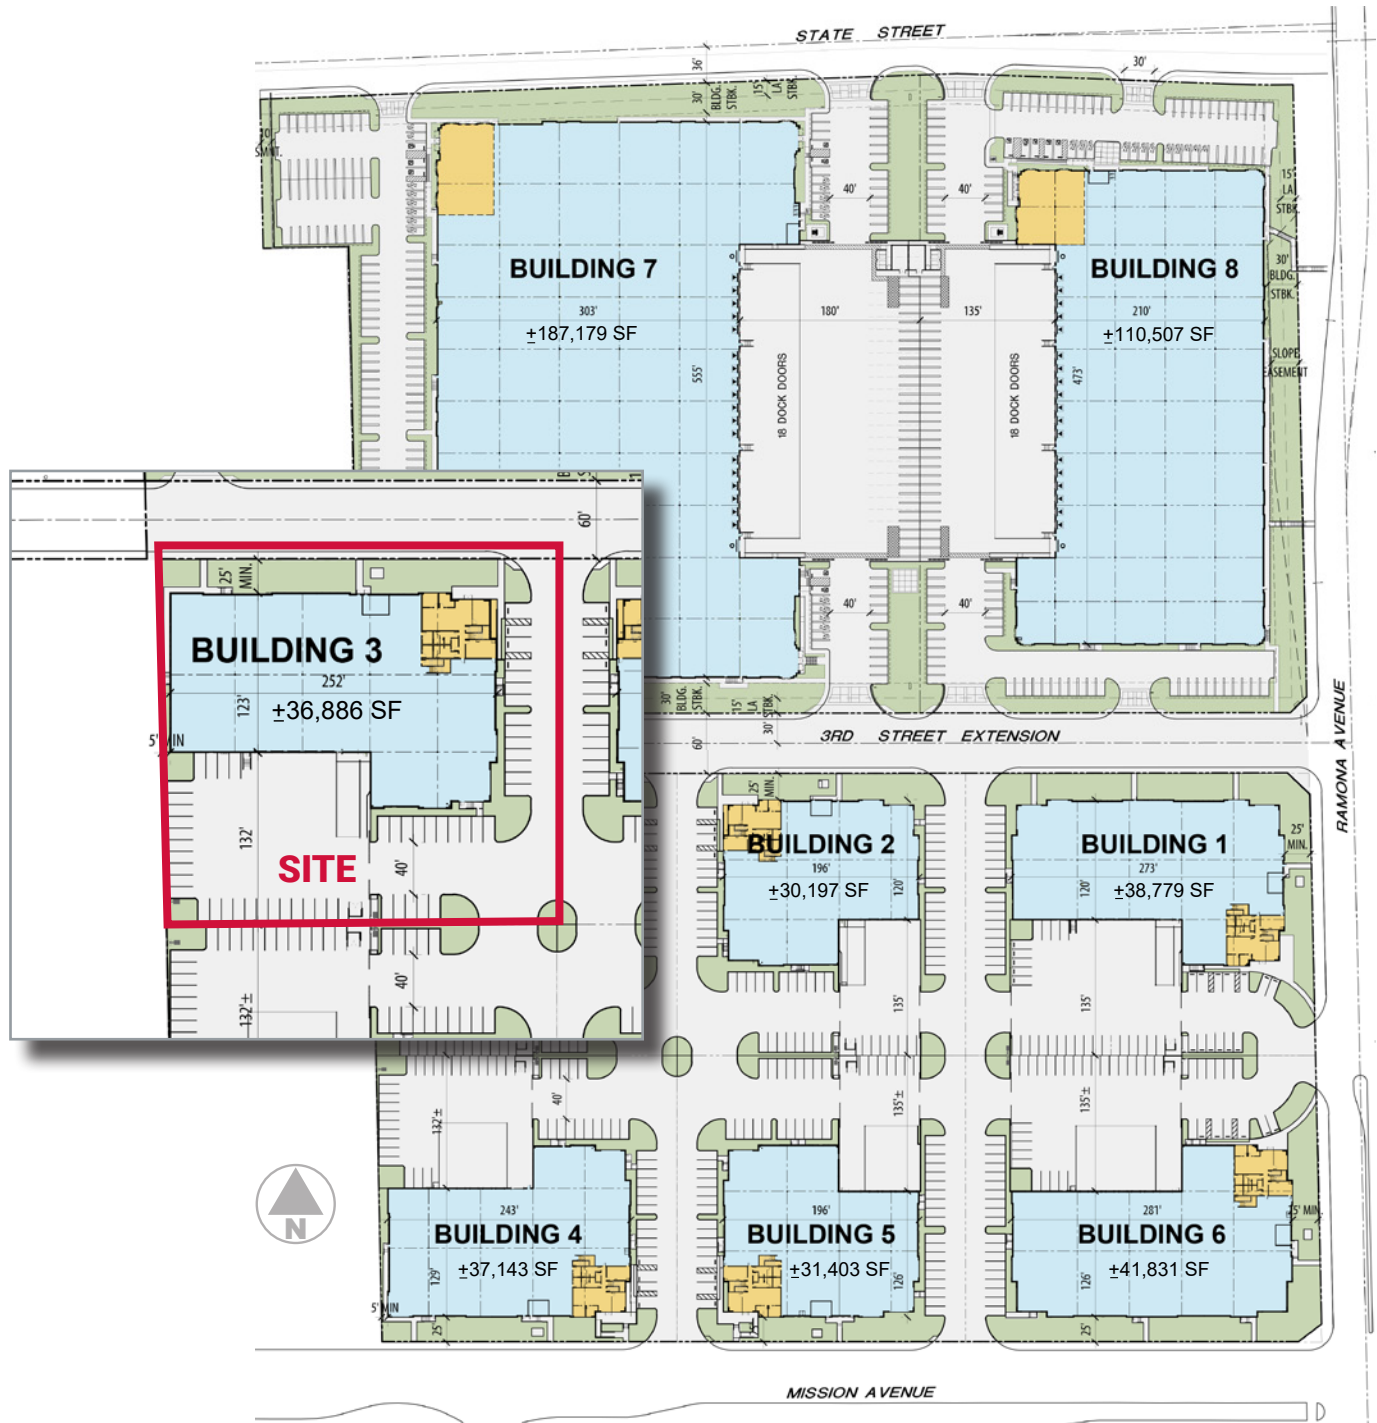 STATE STREET
36'
30'
BLDG.
STBK.
15'
LA
STBK.
30'
40'
40'
15'
LA
STBK.
30'
BLDG.
STBK.
SLOPE
EASEMENT
BUILDING 7
303'
±187,179 SF
555'
180'
135'
18 DOCK DOORS
18 DOCK DOORS
BUILDING 8
210'
±110,507 SF
473'
40'
40'
30'
BLDG.
STBK.
15'
LA
STBK.
30'
60'
3RD STREET EXTENSION
RAMONA AVENUE
60'
25'
MIN.
BUILDING 3
252'
123'
±36,886 SF
5' MIN
132'
SITE
40'
40'
132'±
25'
MIN.
BUILDING 2
196'
±30,197 SF
120'
135'
BUILDING 1
273'
±38,779 SF
120'
25'
MIN.
135'
132'±
40'
135'±
135'±
N
243'
BUILDING 4
±37,143 SF
129'
5' MIN
25'
196'
BUILDING 5
±31,403 SF
126'
25'
281'
BUILDING 6
±41,831 SF
126'
25' MIN.
25'
MISSION AVENUE